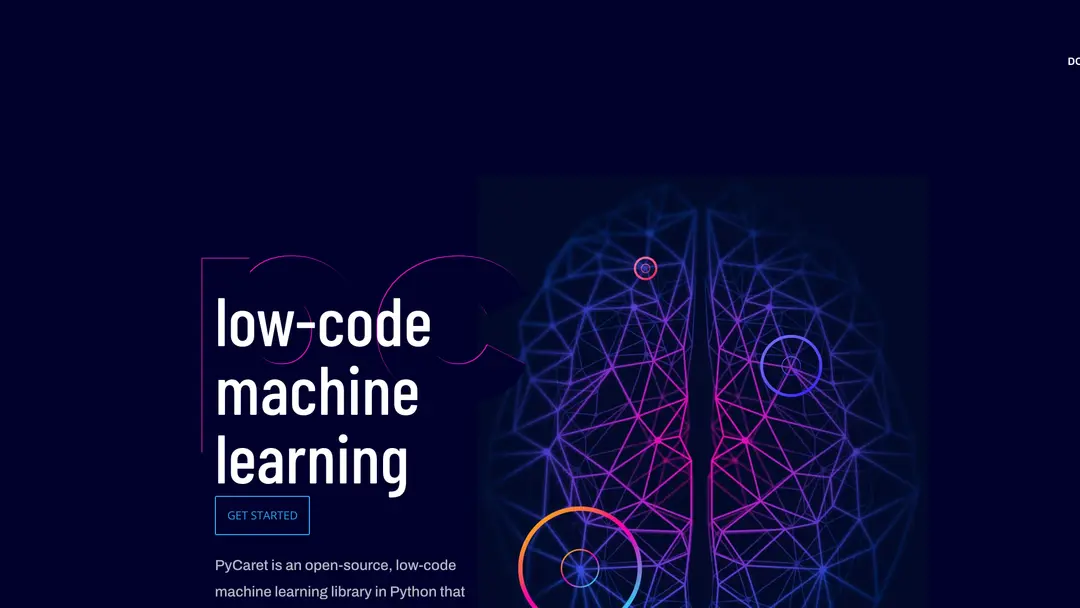 DO
low-code
machine
learning
GET STARTED
PyCaret is an open-source, low-code
machine learning library in Python that